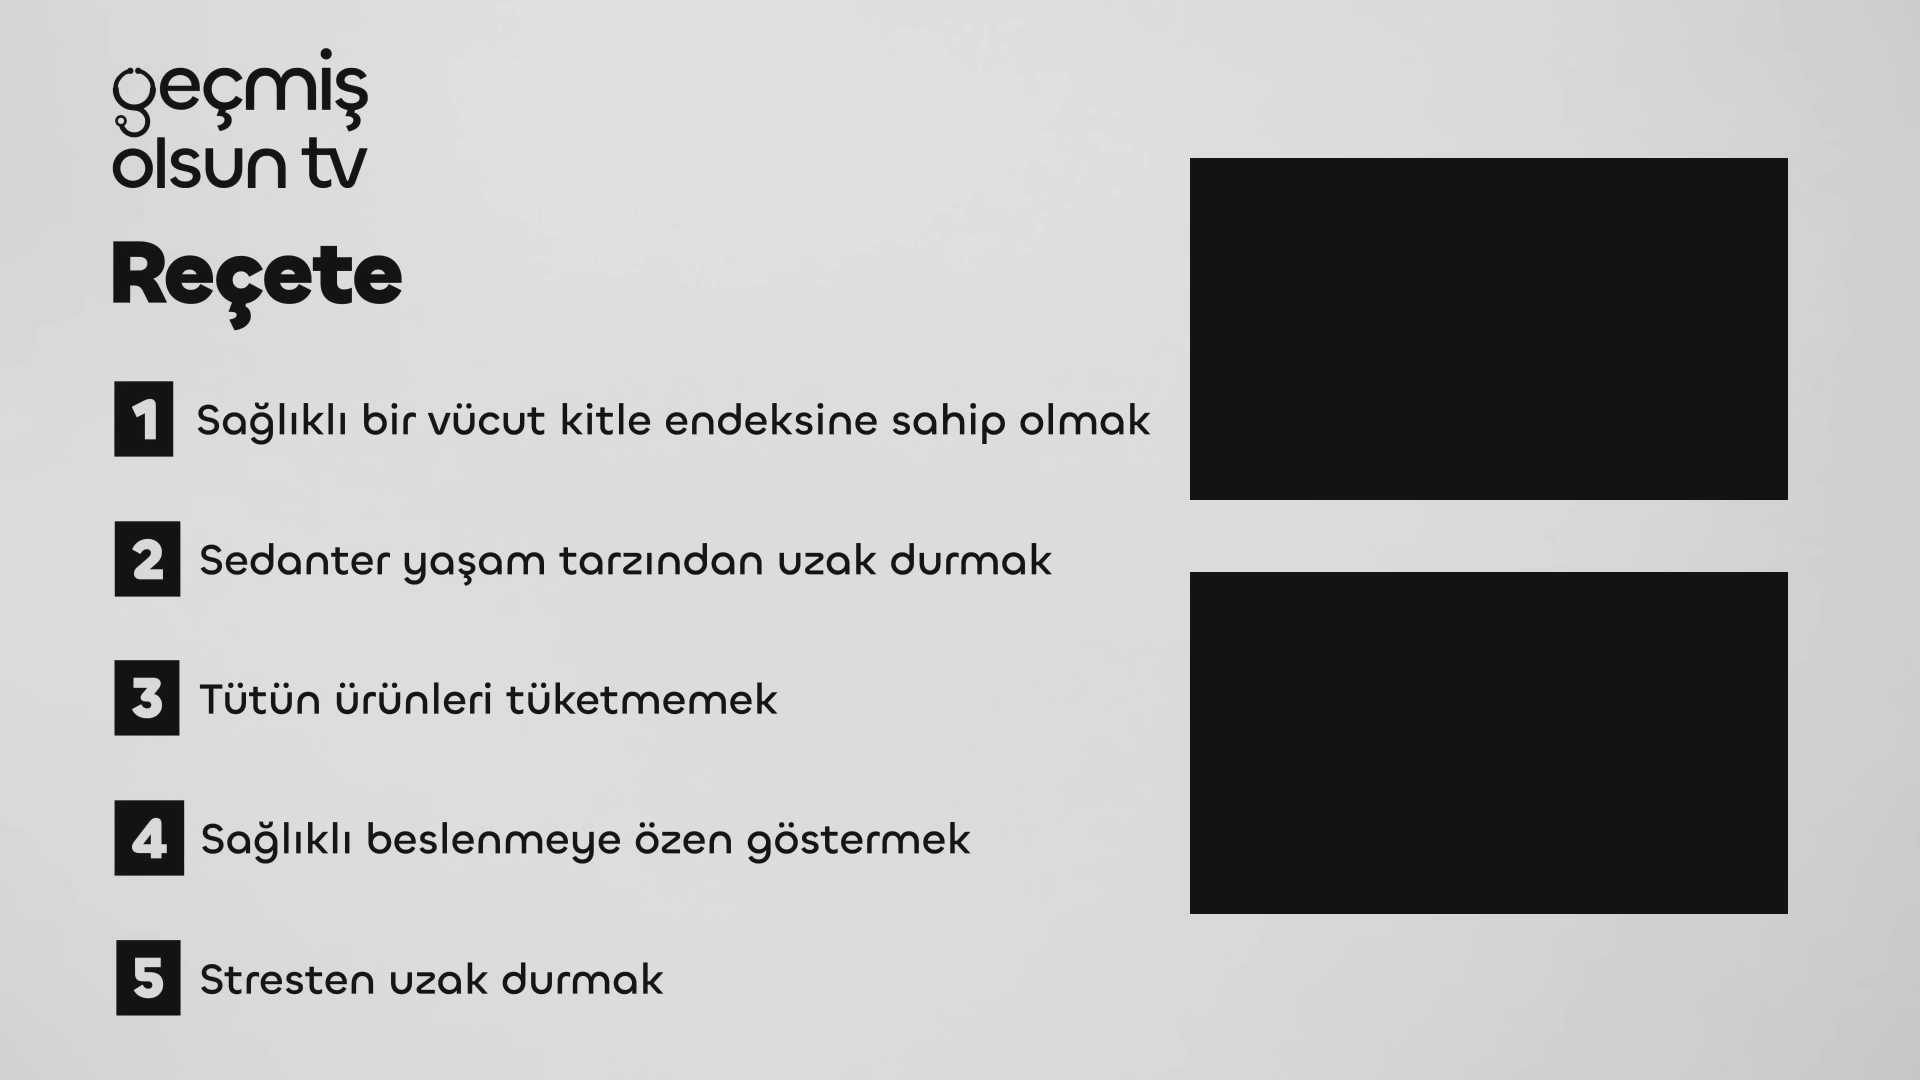 geçmiş
olsun tv
Reçete
1 Sağlıklı bir vücut kitle endeksine sahip olmak
2 Sedanter yaşam tarzından uzak durmak
3 Tütün ürünleri tüketmemek
4 Sağlıklı beslenmeye özen göstermek
5 Stresten uzak durmak